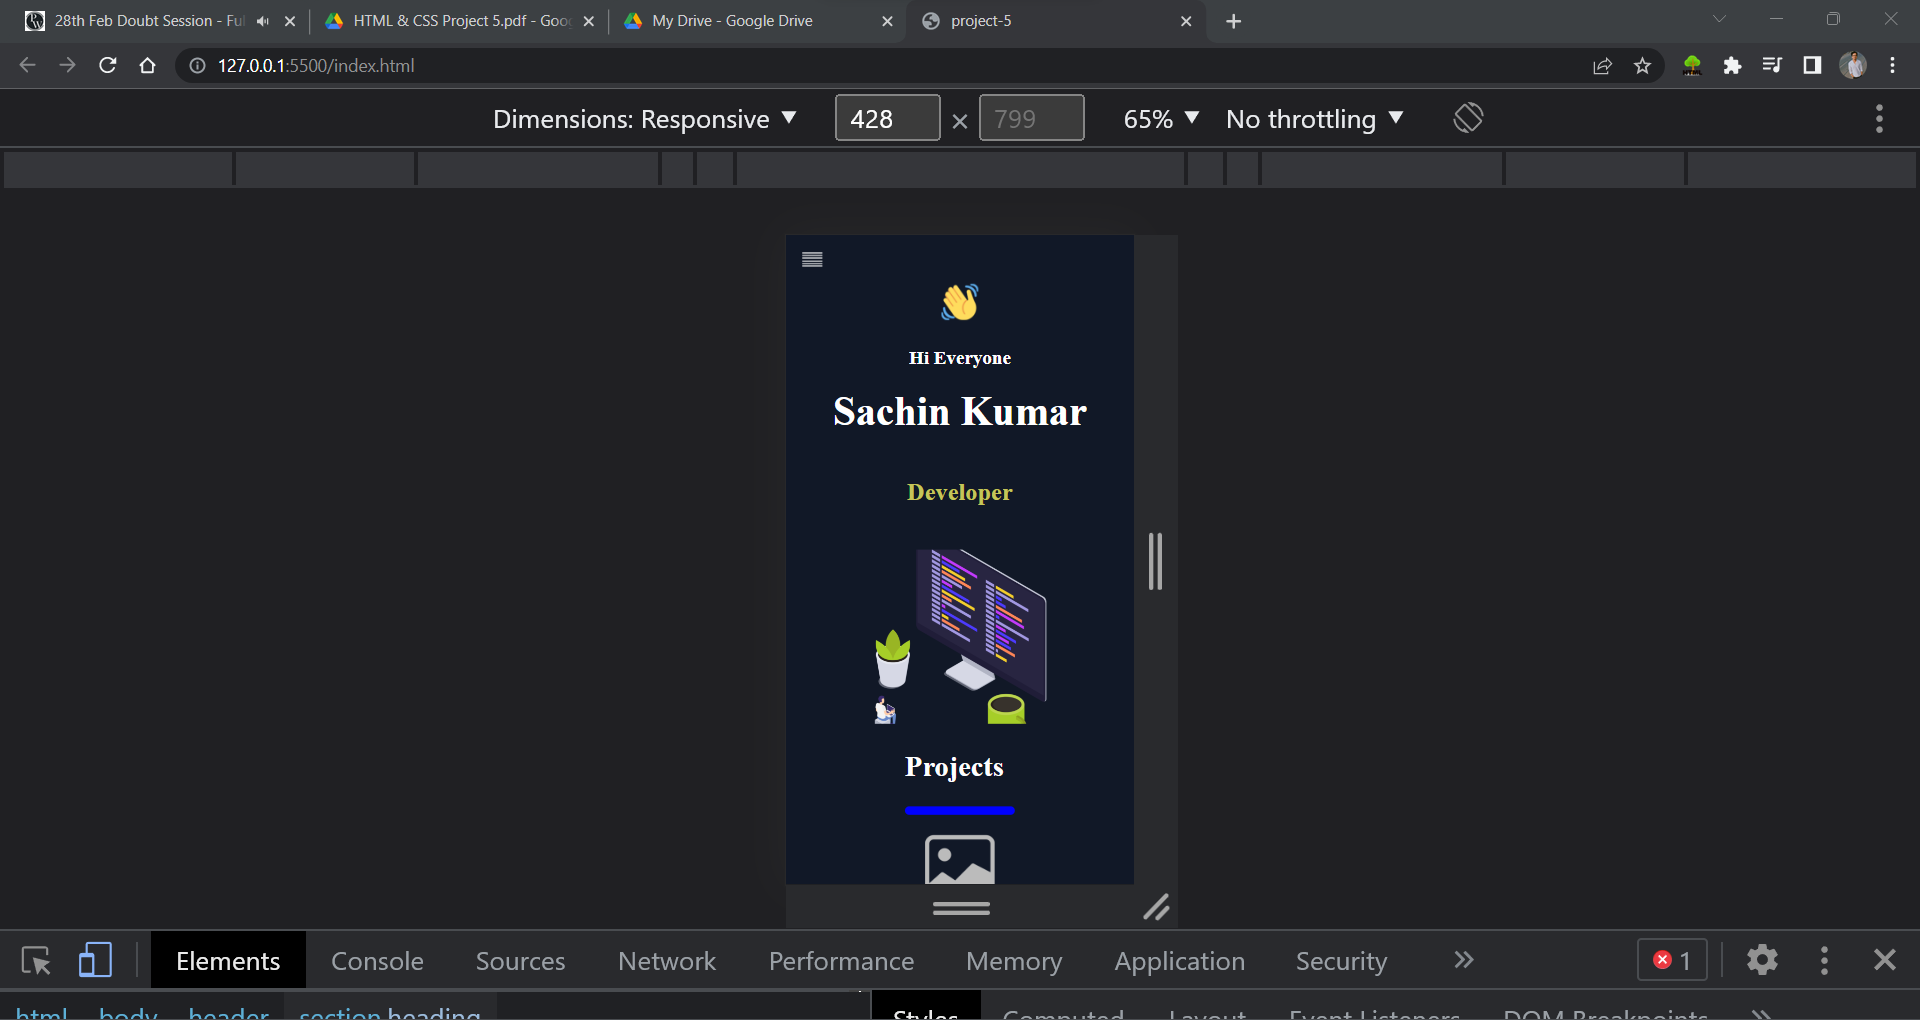 28th Feb Doubt Session - Ful
HTML & CSS Project 5.pdf - Goo
My Drive - Google Drive
project-5
127.0.0.1:5500/index.html
Dimensions: Responsive ▼ 428 × 799 65% ▼ No throttling ▼
Hi Everyone
Sachin Kumar
Developer
Projects
Elements Console Sources Network Performance Memory Application Security » 1
html body header section.heading
Styles Computed Layout Event Listeners DOM Breakpoints »